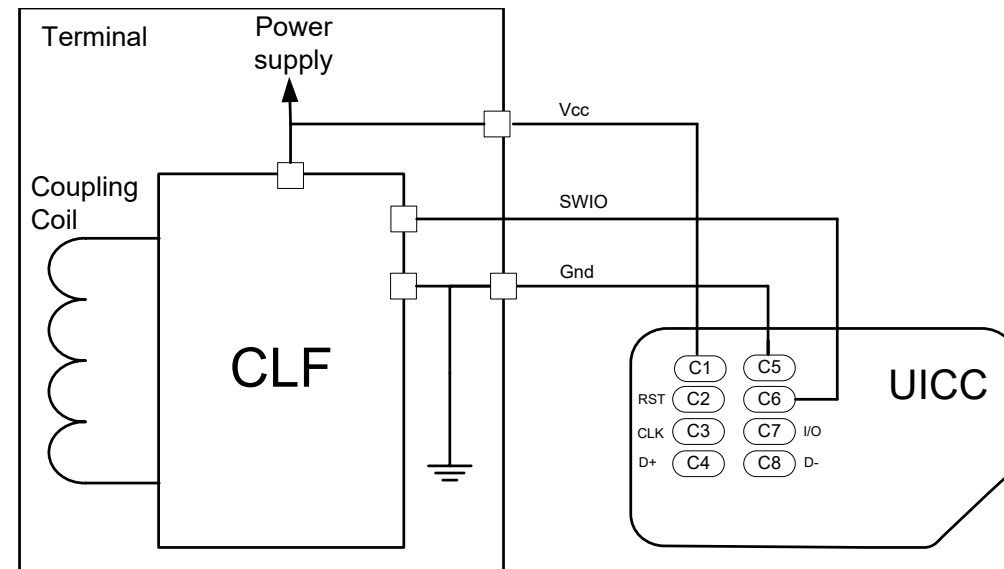 Terminal
Power
supply
Vcc
Coupling
Coil
SWIO
Gnd
CLF
UICC
C1 C5
RST C2 C6
CLK C3 C7 I/O
D+ C4 C8 D-